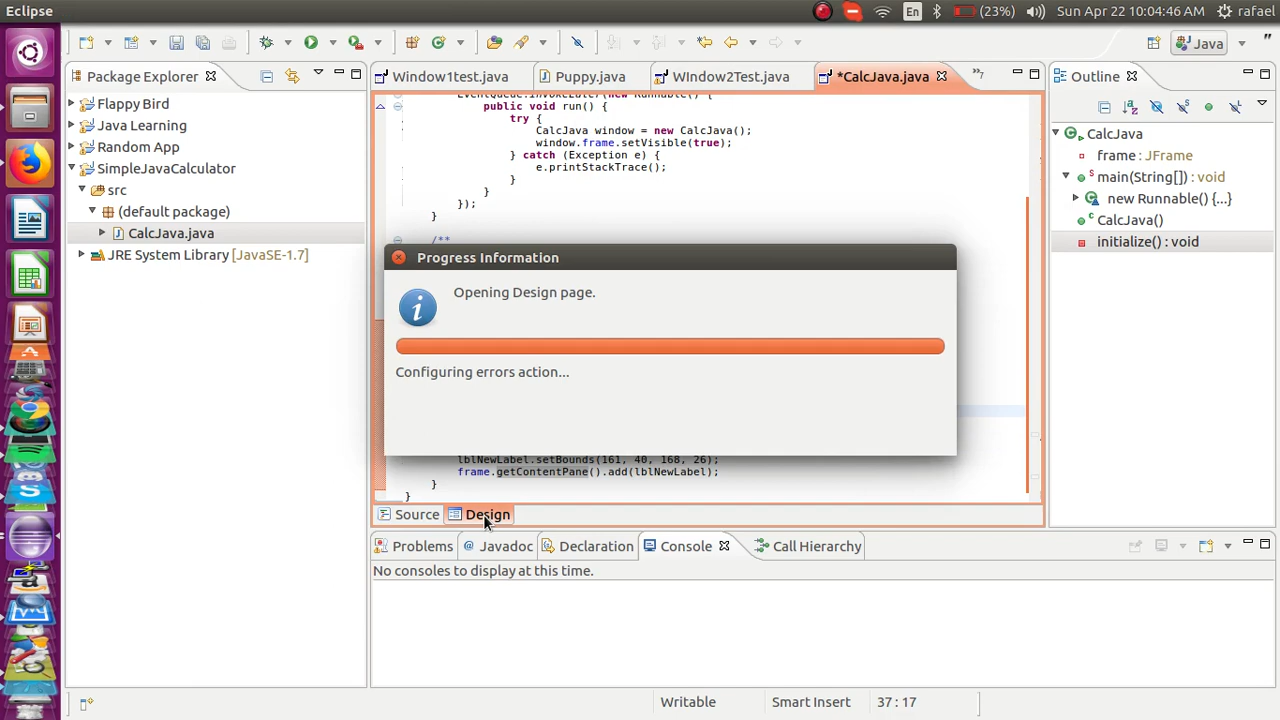 Eclipse
En
(23%)
Sun Apr 22 10:04:46 AM
rafael
Java
Package Explorer
Window1test.java
Puppy.java
WIndow2Test.java
*CalcJava.java
Outline
Flappy Bird
Java Learning
Random App
SimpleJavaCalculator
src
(default package)
CalcJava.java
JRE System Library [JavaSE-1.7]
EventQueue.invokeLater(new Runnable() {
public void run() {
try {
CalcJava window = new CalcJava();
window.frame.setVisible(true);
} catch (Exception e) {
e.printStackTrace();
}
}
});
}
/**
Progress Information
Opening Design page.
Configuring errors action...
lblNewLabel.setBounds(161, 40, 168, 26);
frame.getContentPane().add(lblNewLabel);
}
}
Source
Design
CalcJava
frame : JFrame
main(String[]) : void
new Runnable() {...}
CalcJava()
initialize() : void
Problems
@ Javadoc
Declaration
Console
Call Hierarchy
No consoles to display at this time.
Writable
Smart Insert
37 : 17